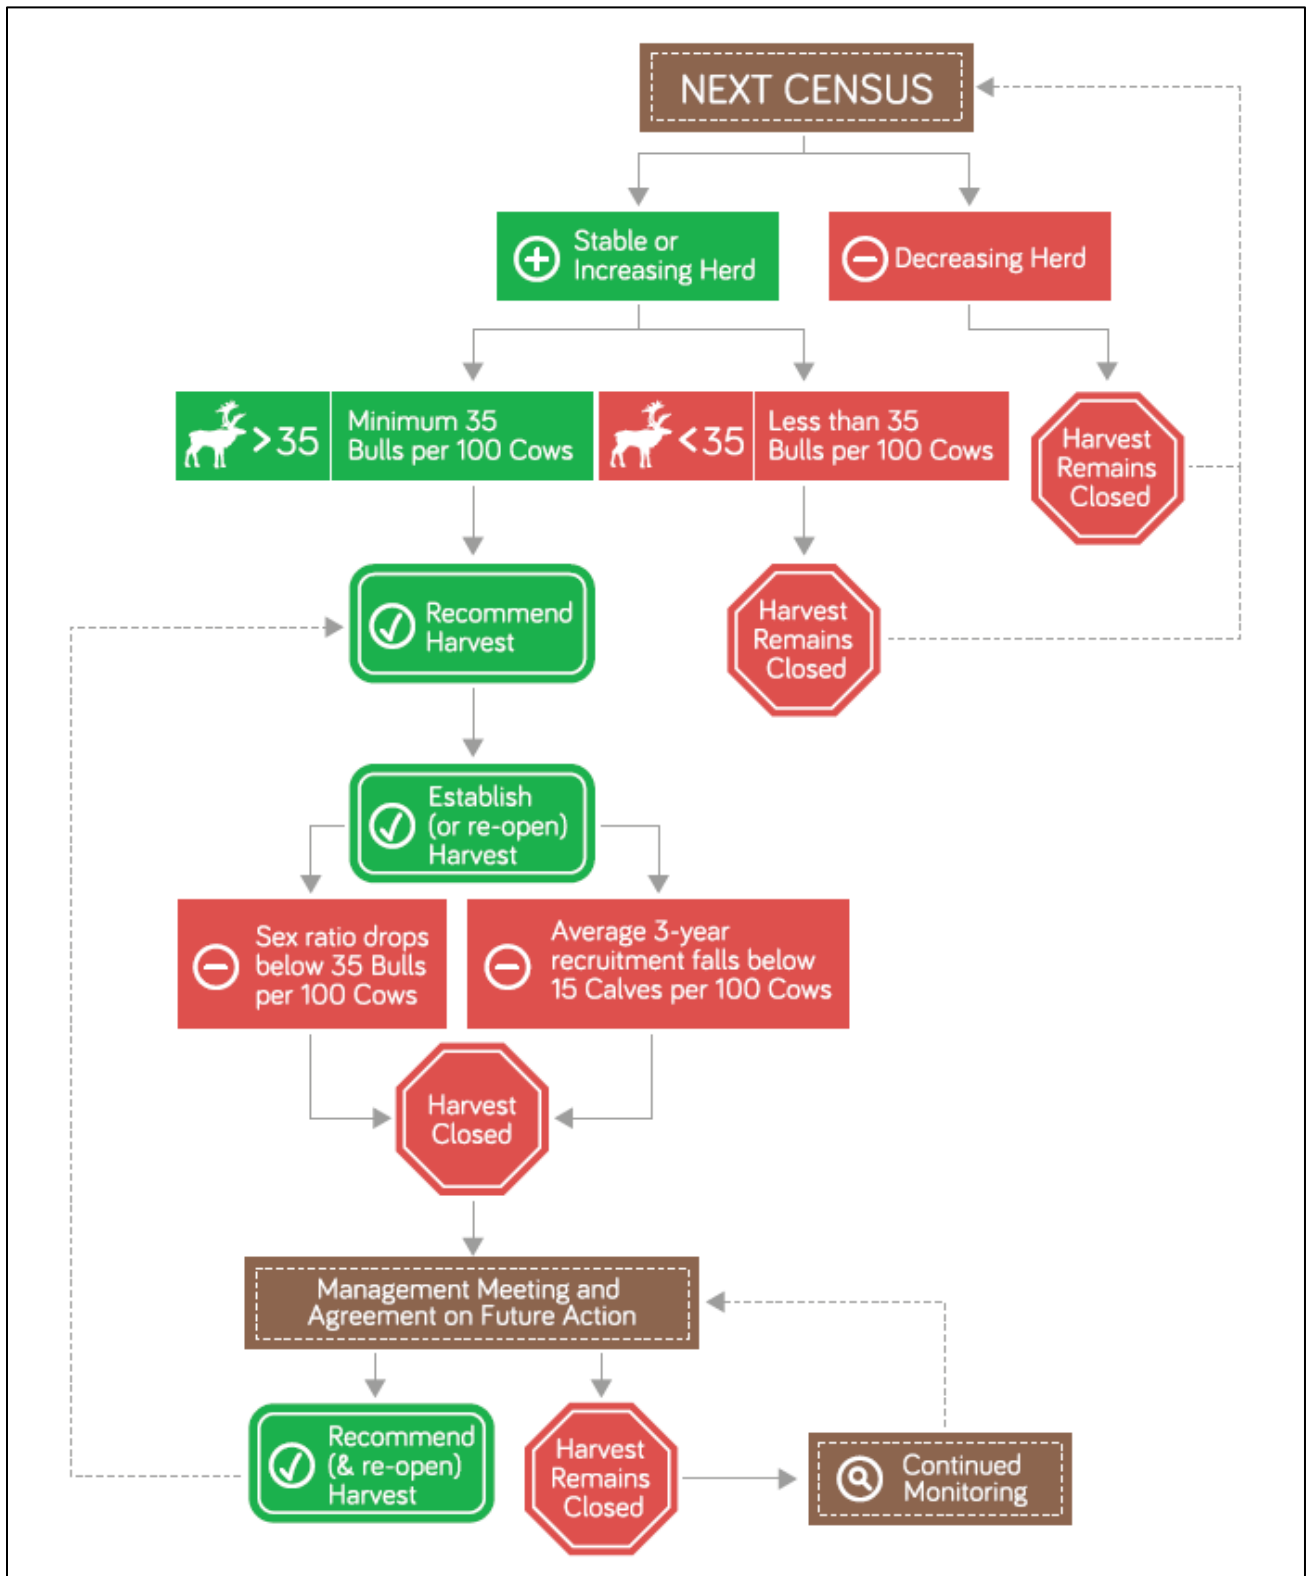 NEXT CENSUS
Stable or
Increasing Herd
Decreasing Herd
>35
Minimum 35
Bulls per 100 Cows
<35
Less than 35
Bulls per 100 Cows
Harvest
Remains
Closed
Recommend
Harvest
Harvest
Remains
Closed
Establish
(or re-open)
Harvest
Sex ratio drops
below 35 Bulls
per 100 Cows
Average 3-year
recruitment falls below
15 Calves per 100 Cows
Harvest
Closed
Management Meeting and
Agreement on Future Action
Recommend
(& re-open)
Harvest
Harvest
Remains
Closed
Continued
Monitoring